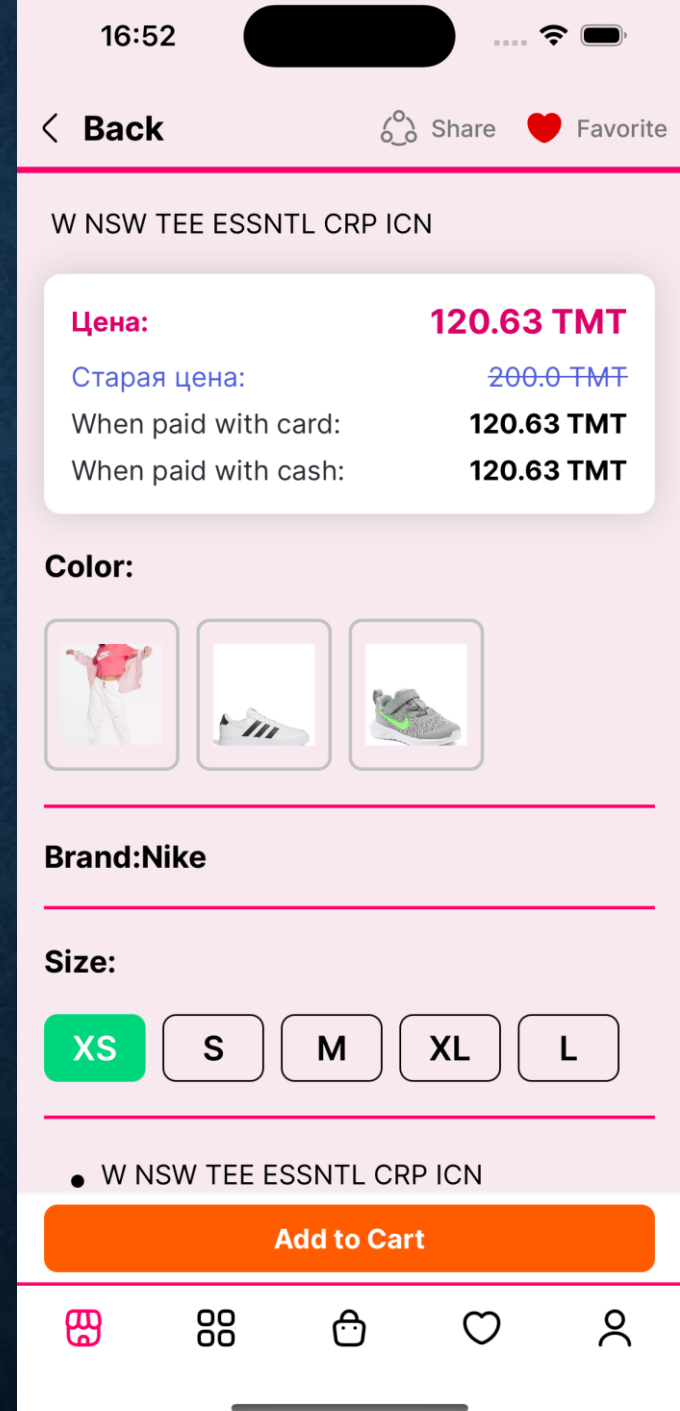 16:52
Back Share Favorite
W NSW TEE ESSNTL CRP ICN
Цена: 120.63 TMT
Старая цена: 200.0 TMT
When paid with card: 120.63 TMT
When paid with cash: 120.63 TMT
Color:
Brand:Nike
Size:
XS S M XL L
W NSW TEE ESSNTL CRP ICN
Add to Cart